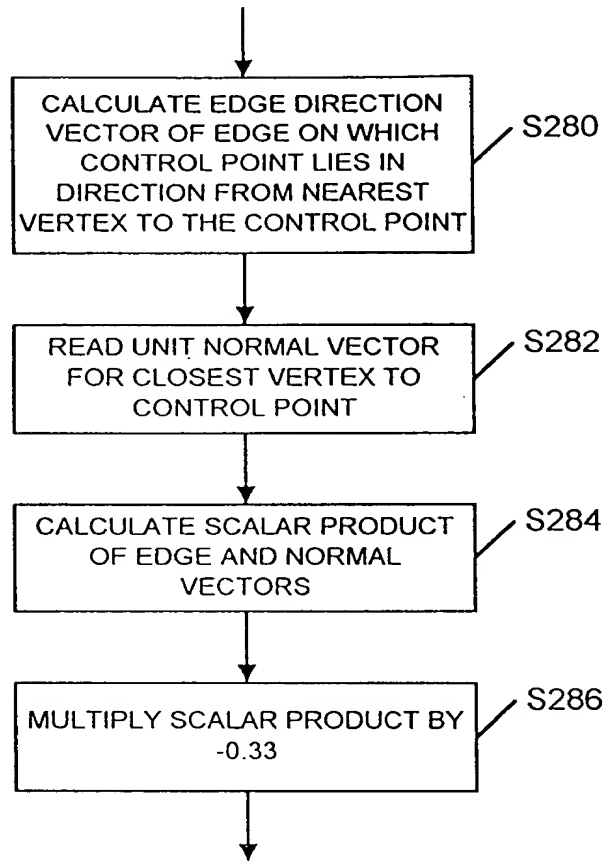 CALCULATE EDGE DIRECTION
VECTOR OF EDGE ON WHICH
CONTROL POINT LIES IN
DIRECTION FROM NEAREST
VERTEX TO THE CONTROL POINT
S280
READ UNIT NORMAL VECTOR
FOR CLOSEST VERTEX TO
CONTROL POINT
S282
CALCULATE SCALAR PRODUCT
OF EDGE AND NORMAL
VECTORS
S284
MULTIPLY SCALAR PRODUCT BY
-0.33
S286